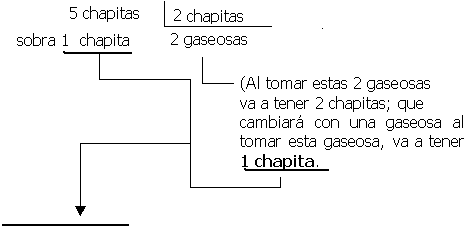 5 chapitas 2 chapitas
sobra 1 chapita 2 gaseosas
(Al tomar estas 2 gaseosas
va a tener 2 chapitas; que
cambiará con una gaseosa al
tomar esta gaseosa, va a tener
1 chapita.